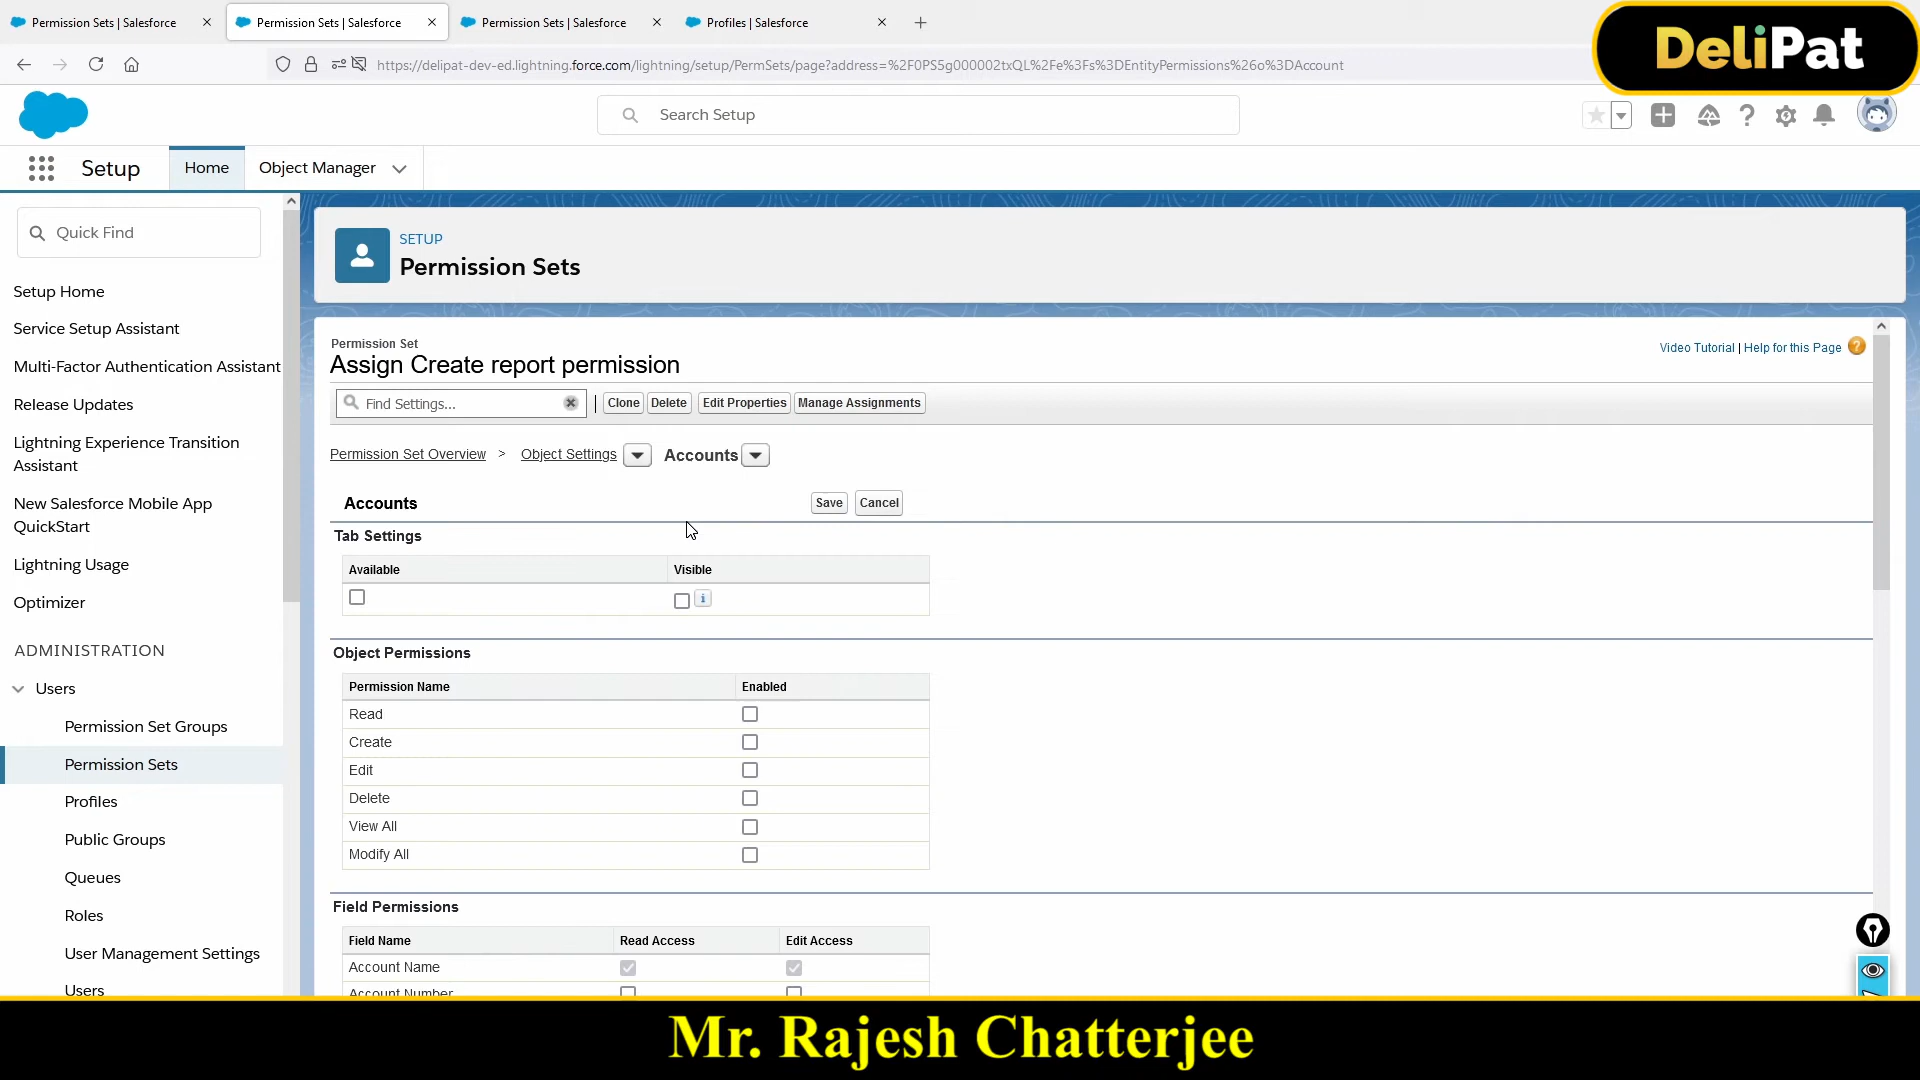 Permission Sets | Salesforce
Permission Sets | Salesforce
Permission Sets | Salesforce
Profiles | Salesforce
https://delipat-dev-ed.lightning.force.com/lightning/setup/PermSets/page?address=%2F0PS5g000002txQL%2Fe%3Fs%3DEntityPermissions%26o%3DAccount
DeliPat
Search Setup
Setup
Home
Object Manager
Quick Find
Setup Home
Service Setup Assistant
Multi-Factor Authentication Assistant
Release Updates
Lightning Experience Transition
Assistant
New Salesforce Mobile App
QuickStart
Lightning Usage
Optimizer
ADMINISTRATION
Users
Permission Set Groups
Permission Sets
Profiles
Public Groups
Queues
Roles
User Management Settings
Users
SETUP
Permission Sets
Permission Set
Assign Create report permission
Video Tutorial | Help for this Page ?
Find Settings... | Clone Delete Edit Properties Manage Assignments
Permission Set Overview > Object Settings Accounts
Accounts Save Cancel
Tab Settings
Available Visible
i
Object Permissions
Permission Name Enabled
Read
Create
Edit
Delete
View All
Modify All
Field Permissions
Field Name Read Access Edit Access
Account Name
Account Number
Mr. Rajesh Chatterjee